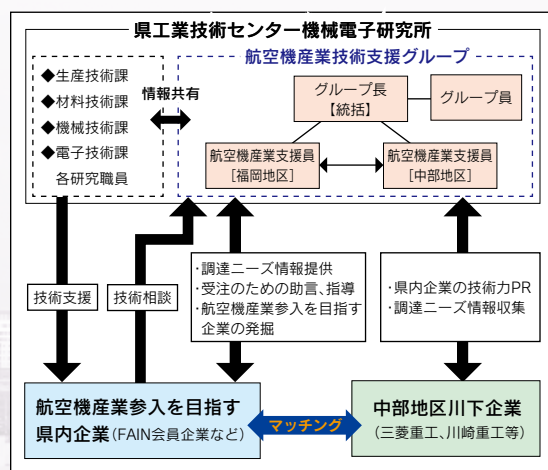 県工業技術センター機械電子研究所
航空機産業技術支援グループ
◆生産技術課
◆材料技術課
◆機械技術課
◆電子技術課
各研究職員
情報共有
グループ長
【統括】
グループ員
航空機産業支援員
[福岡地区]
航空機産業支援員
[中部地区]
技術支援
技術相談
・調達ニーズ情報提供
・受注のための助言、指導
・航空機産業参入を目指す
企業の発掘
・県内企業の技術力PR
・調達ニーズ情報収集
航空機産業参入を目指す
県内企業(FAIN会員企業など)
マッチング
中部地区川下企業
(三菱重工、川崎重工等)